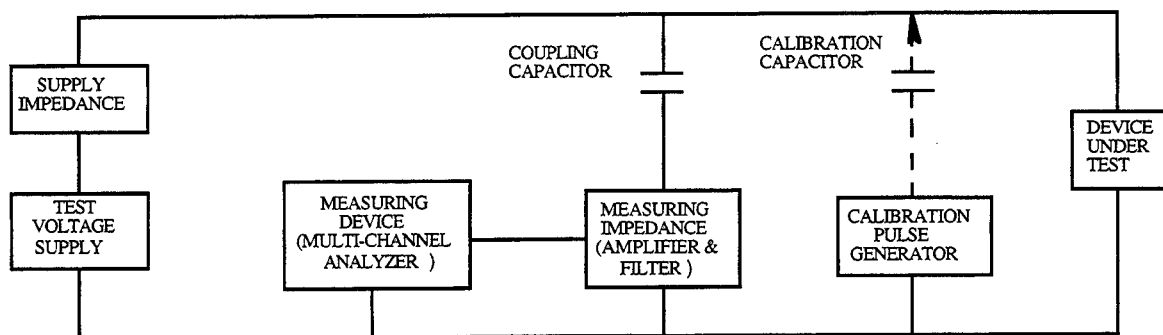 SUPPLY
IMPEDANCE
TEST
VOLTAGE
SUPPLY
MEASURING
DEVICE
(MULTI-CHANNEL
ANALYZER )
COUPLING
CAPACITOR
MEASURING
IMPEDANCE
(AMPLIFIER &
FILTER )
CALIBRATION
CAPACITOR
CALIBRATION
PULSE
GENERATOR
DEVICE
UNDER
TEST